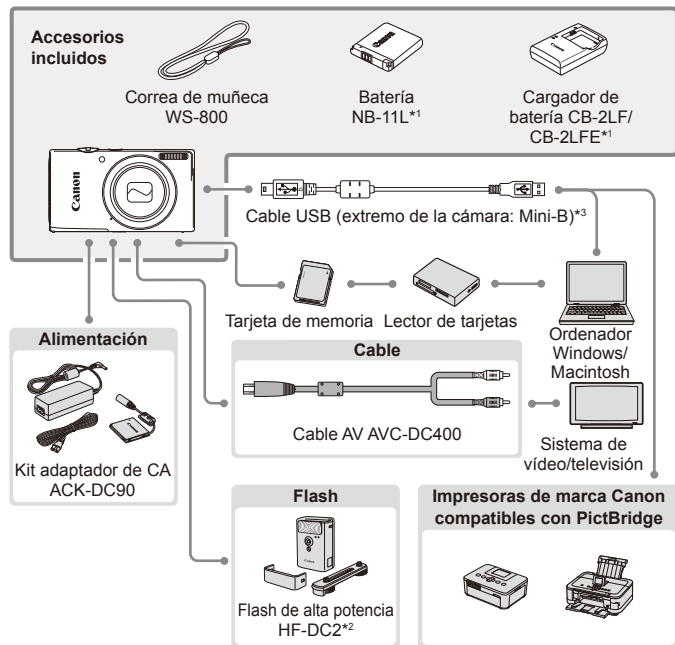 Accesorios
incluidos
Canon
Canon
Correa de muñeca
WS-800
Batería
NB-11L*1
Cargador de
batería CB-2LF/
CB-2LFE*1
Canon
Cable USB (extremo de la cámara: Mini-B)*3
Tarjeta de memoria
Lector de tarjetas
Ordenador
Windows/
Macintosh
Alimentación
Kit adaptador de CA
ACK-DC90
Cable
Cable AV AVC-DC400
Sistema de
vídeo/televisión
Flash
Canon
Flash de alta potencia
HF-DC2*2
Impresoras de marca Canon
compatibles con PictBridge